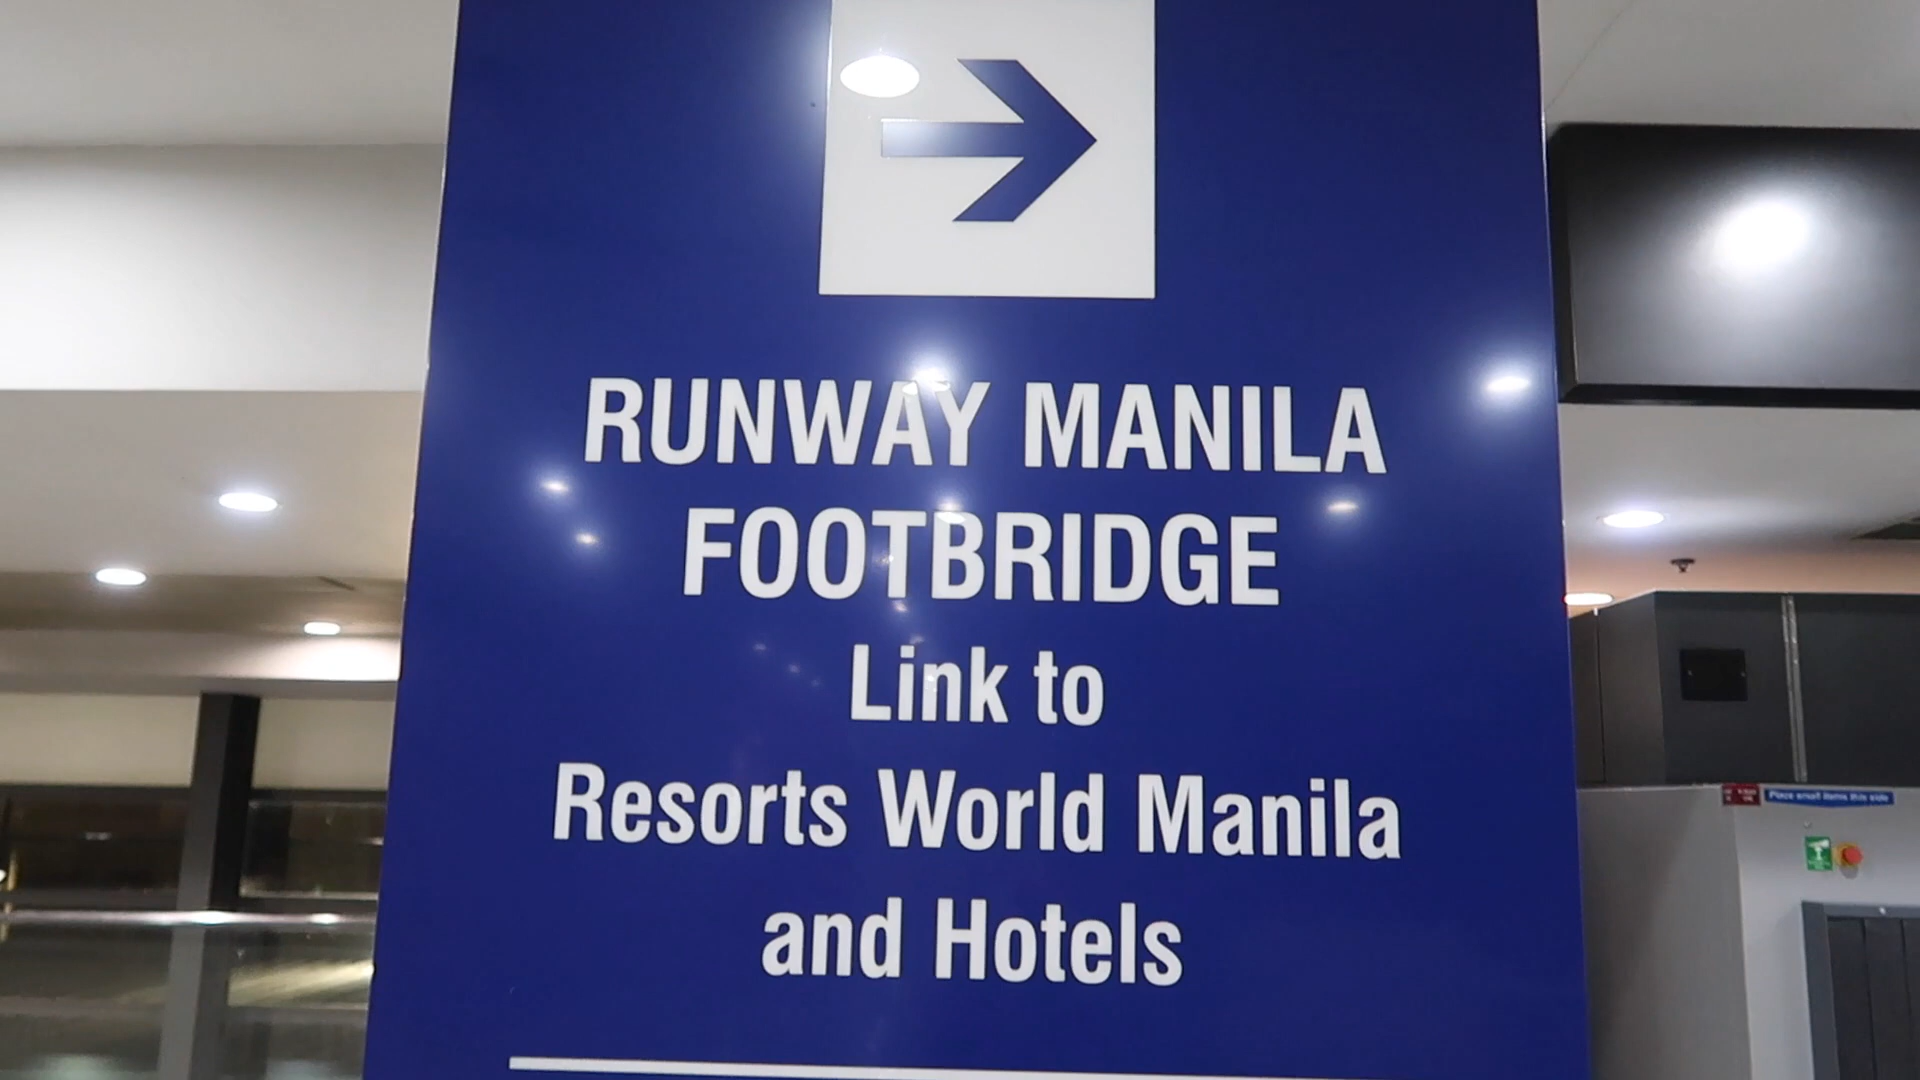 RUNWAY MANILA
FOOTBRIDGE
Link to
Resorts World Manila
and Hotels
Place small items this side